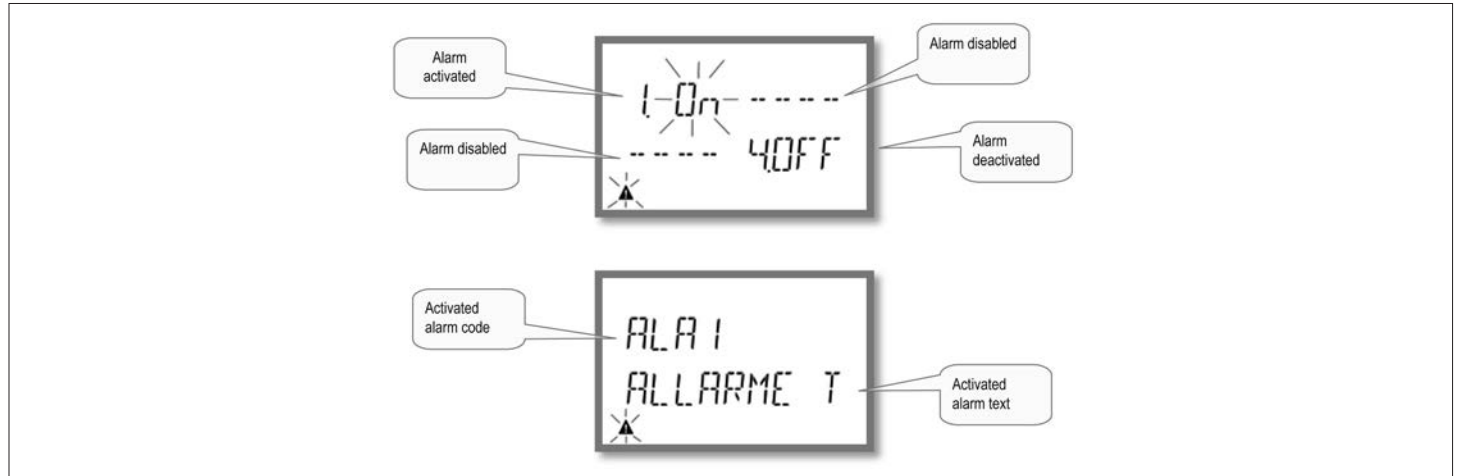 Alarm
activated
Alarm disabled
1. On ----
Alarm disabled
---- 4.OFF
Alarm
deactivated
Activated
alarm code
ALA1
ALLARME T
Activated
alarm text